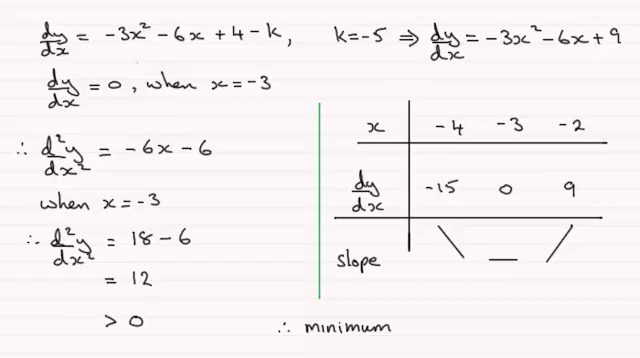 dy/dx = -3x² - 6x + 4 - k, k = -5 ⇒ dy/dx = -3x² - 6x + 9
dy/dx = 0, when x = -3
∴ d²y/dx² = -6x - 6
when x = -3
∴ d²y/dx² = 18 - 6
= 12
> 0
x -4 -3 -2
dy/dx -15 0 9
slope \ — /
∴ minimum